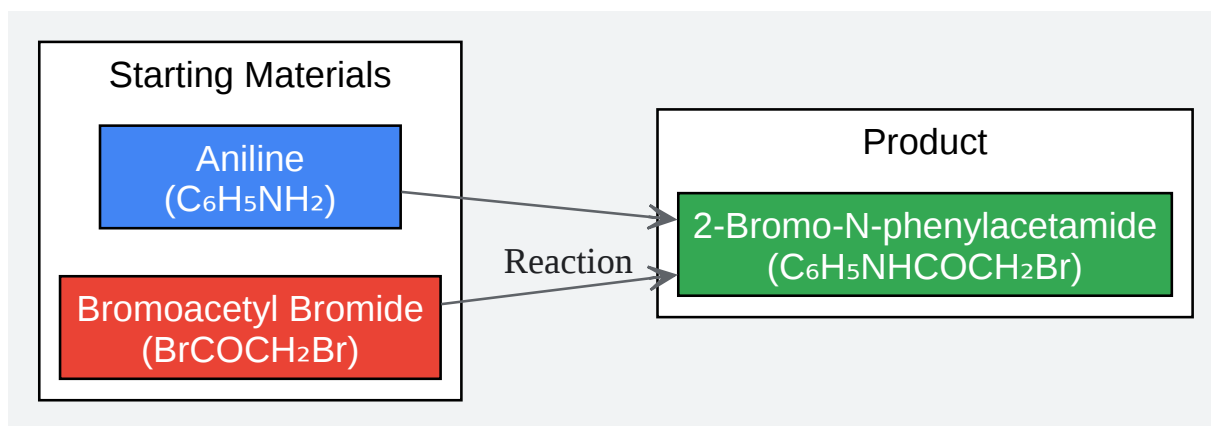 Starting Materials
Aniline
(C₆H₅NH₂)
Bromoacetyl Bromide
(BrCOCH₂Br)
Reaction
Product
2-Bromo-N-phenylacetamide
(C₆H₅NHCOCH₂Br)